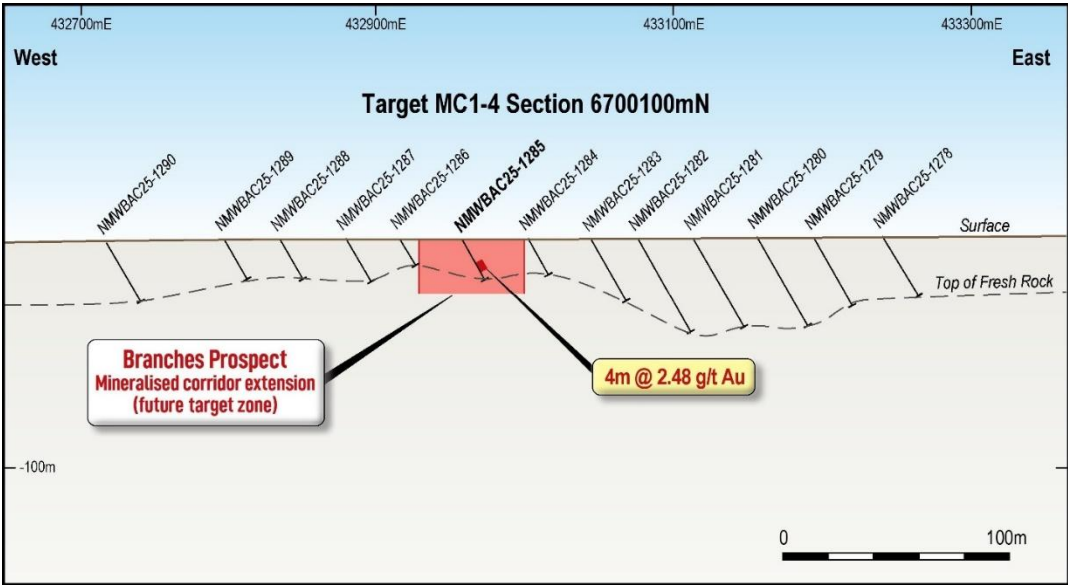 432700mE
432900mE
433100mE
433300mE
West
East
Target MC1-4 Section 6700100mN
NMWBAC25-1290
NMWBAC25-1289
NMWBAC25-1288
NMWBAC25-1287
NMWBAC25-1286
NMWBAC25-1285
NMWBAC25-1284
NMWBAC25-1283
NMWBAC25-1282
NMWBAC25-1281
NMWBAC25-1280
NMWBAC25-1279
NMWBAC25-1278
Surface
Top of Fresh Rock
Branches Prospect
Mineralised corridor extension
(future target zone)
4m @ 2.48 g/t Au
-100m
0
100m